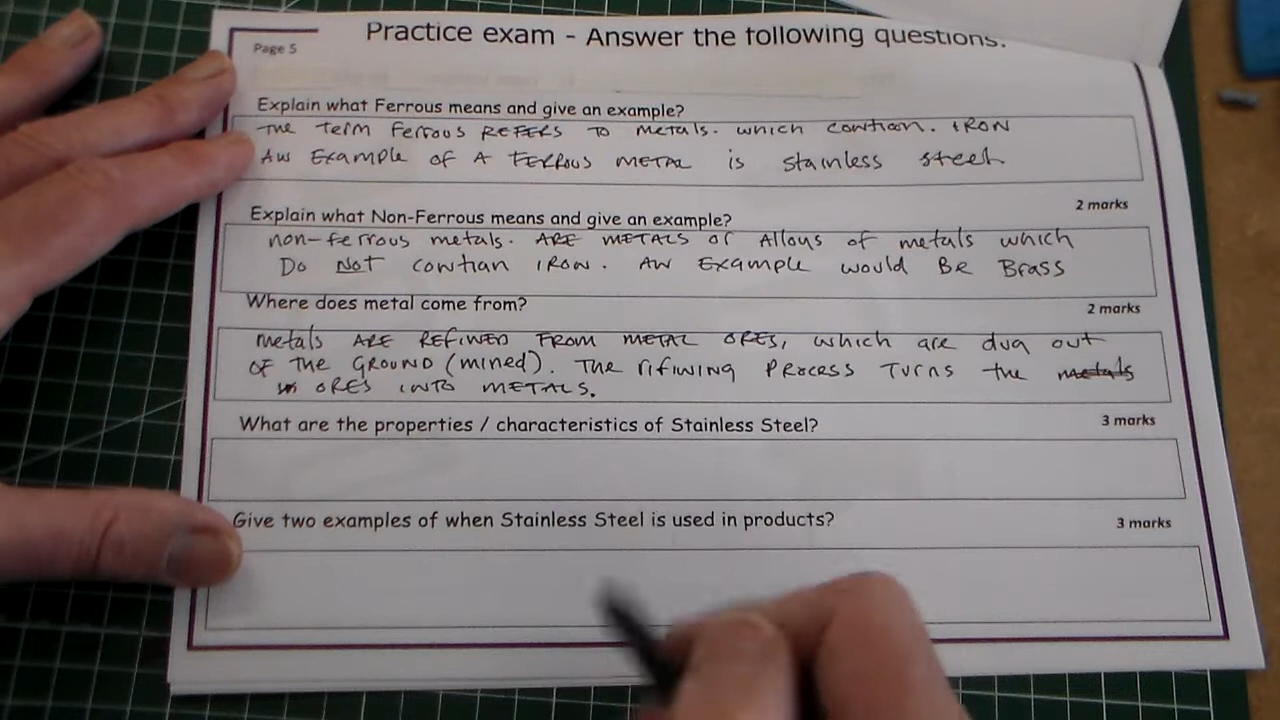 Practice exam - Answer the following questions.
Page 5
Explain what Ferrous means and give an example?
The term Ferrous REFERS TO metals. which contian. IRON
AN Example of A FERROUS METAL is stainless steel
2 marks
Explain what Non-Ferrous means and give an example?
non-ferrous metals. ARE METALS or Alloys of metals which
Do NOT contian IRON. AN Example would BE BRASS
2 marks
Where does metal come from?
metals ARE REFINED FROM METAL ORES, which are dug out
OF THE GROUND (mined). THE rifining PROCESS TURNS the metals
ORES INTO METALS.
3 marks
What are the properties / characteristics of Stainless Steel?
3 marks
Give two examples of when Stainless Steel is used in products?